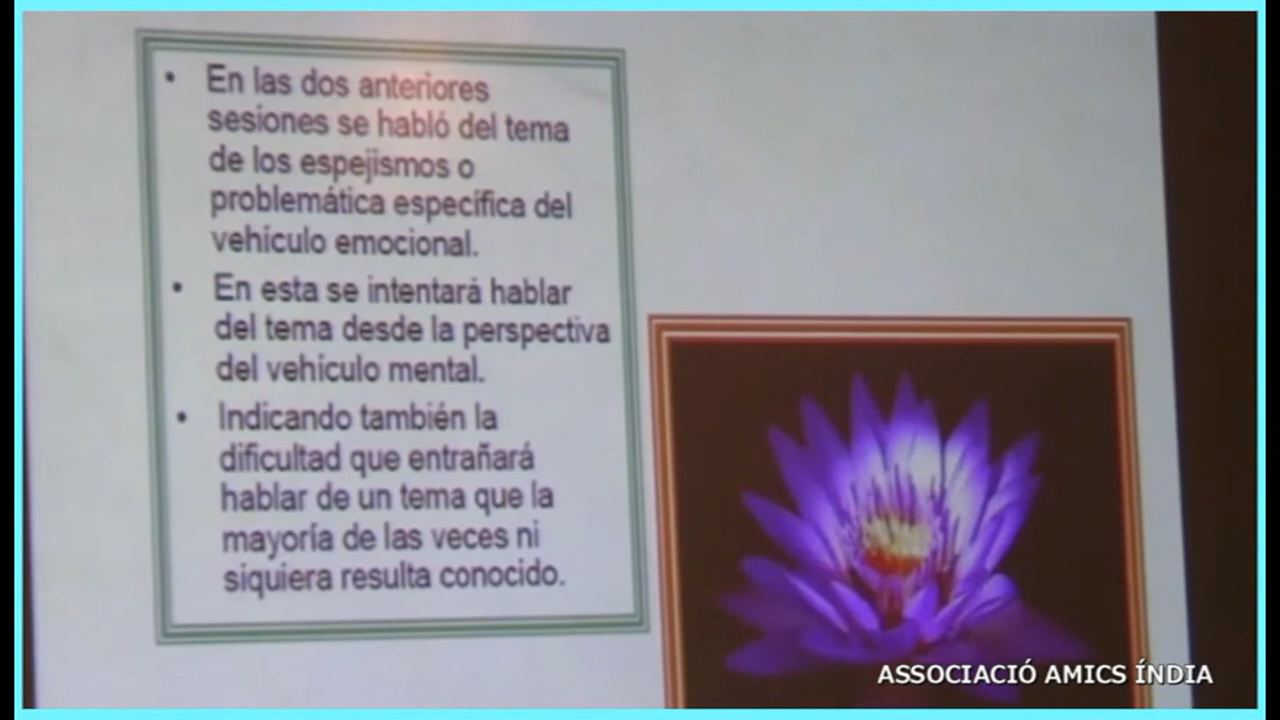 • En las dos anteriores
sesiones se habló del tema
de los espejismos o
problemática específica del
vehículo emocional.
• En esta se intentará hablar
del tema desde la perspectiva
del vehículo mental.
• Indicando también la
dificultad que entrañará
hablar de un tema que la
mayoría de las veces ni
siquiera resulta conocido.
ASSOCIACIÓ AMICS ÍNDIA